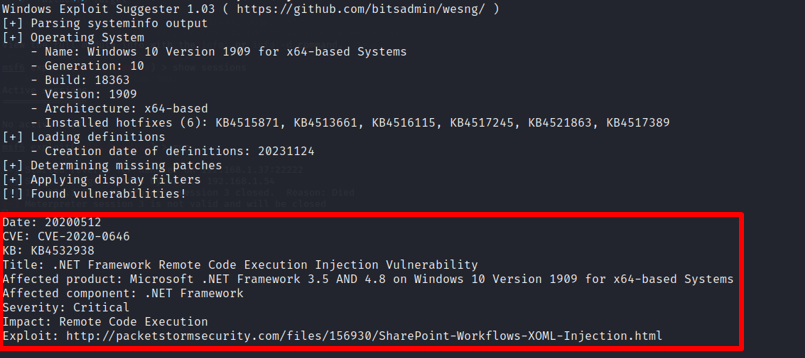 Windows Exploit Suggester 1.03 ( https://github.com/bitsadmin/wesng/ )
[+] Parsing systeminfo output
[+] Operating System
    - Name: Windows 10 Version 1909 for x64-based Systems
    - Generation: 10
    - Build: 18363
    - Version: 1909
    - Architecture: x64-based
    - Installed hotfixes (6): KB4515871, KB4513661, KB4516115, KB4517245, KB4521863, KB4517389
[+] Loading definitions
    - Creation date of definitions: 20231124
[+] Determining missing patches
[+] Applying display filters
[!] Found vulnerabilities!
Date: 20200512
CVE: CVE-2020-0646
KB: KB4532938
Title: .NET Framework Remote Code Execution Injection Vulnerability
Affected product: Microsoft .NET Framework 3.5 AND 4.8 on Windows 10 Version 1909 for x64-based Systems
Affected component: .NET Framework
Severity: Critical
Impact: Remote Code Execution
Exploit: http://packetstormsecurity.com/files/156930/SharePoint-Workflows-XOML-Injection.html